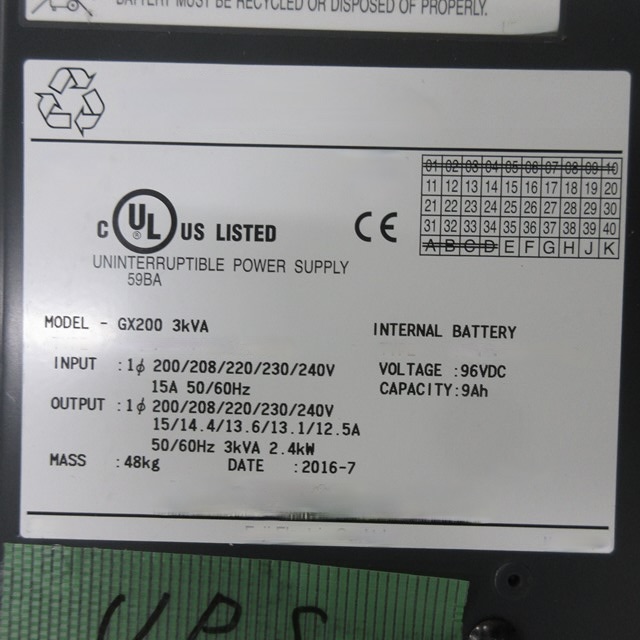 BATTERY MUST BE RECYCLED OR DISPOSED OF PROPERLY.
01 02 03 04 05 06 07 08 09 10
11 12 13 14 15 16 17 18 19 20
21 22 23 24 25 26 27 28 29 30
31 32 33 34 35 36 37 38 39 40
A B C D E F G H J K
C UL ® US LISTED
CE
UNINTERRUPTIBLE POWER SUPPLY
59BA
MODEL - GX200 3kVA
INTERNAL BATTERY
INPUT : 1ϕ 200/208/220/230/240V
15A 50/60Hz
VOLTAGE : 96VDC
CAPACITY : 9Ah
OUTPUT : 1ϕ 200/208/220/230/240V
15/14.4/13.6/13.1/12.5A
50/60Hz 3kVA 2.4kW
MASS : 48kg DATE : 2016-7
UPS